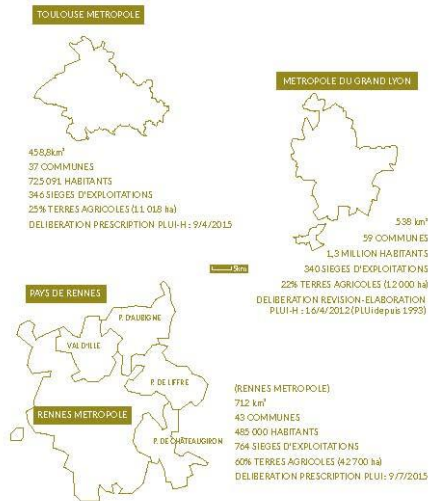 TOULOUSE METROPOLE
458,8km²
37 COMMUNES
725 091 HABITANTS
346 SIEGES D'EXPLOITATIONS
25% TERRES AGRICOLES (11 018 ha)
DELIBERATION PRESCRIPTION PLUI-H : 9/4/2015
METROPOLE DU GRAND LYON
538 km²
59 COMMUNES
1,3 MILLION HABITANTS
340 SIEGES D'EXPLOITATIONS
22% TERRES AGRICOLES (12 000 ha)
DELIBERATION REVISION-ELABORATION
PLUI-H : 16/4/2012 (PLUi depuis 1993)
5kms
PAYS DE RENNES
P. D'AUBIGNE
VAL D'ILLE
P. DE LIFFRE
RENNES METROPOLE
P. DE CHÂTEAUGIRON
(RENNES METROPOLE)
712 km²
43 COMMUNES
485 000 HABITANTS
764 SIEGES D'EXPLOITATIONS
60% TERRES AGRICOLES (42 700 ha)
DELIBERATION PRESCRIPTION PLUI : 9/7/2015